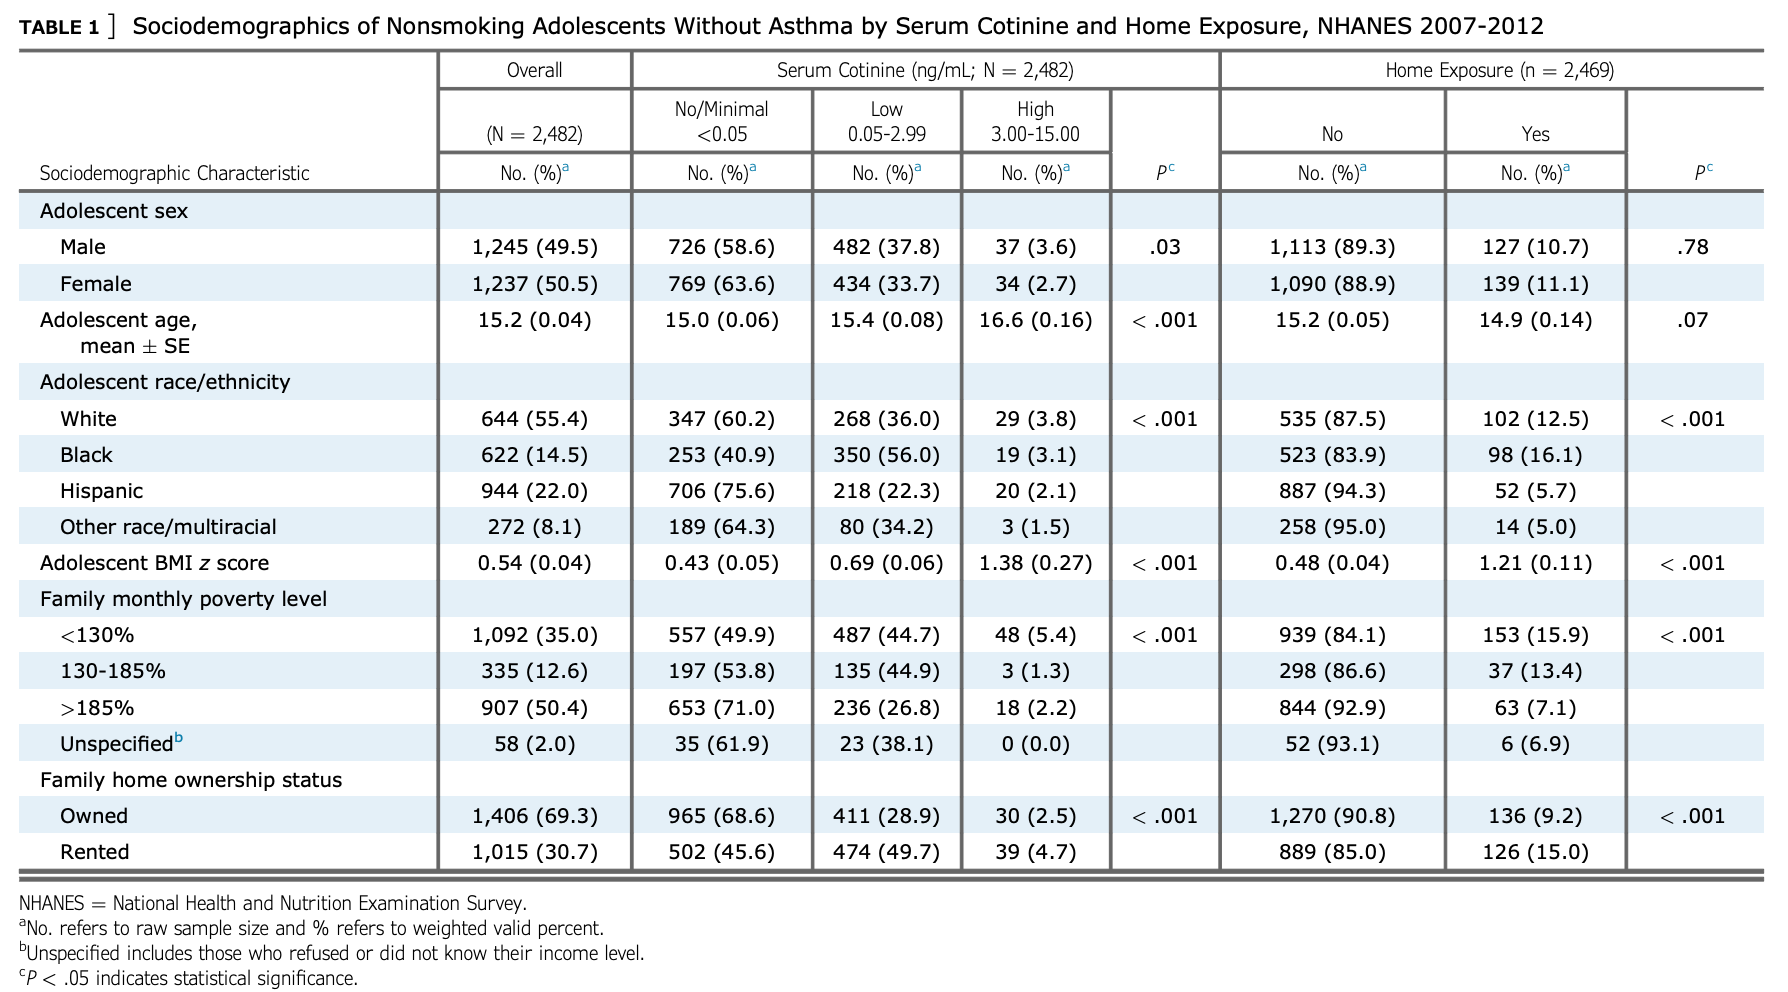 TABLE 1 ] Sociodemographics of Nonsmoking Adolescents Without Asthma by Serum Cotinine and Home Exposure, NHANES 2007-2012
Overall Serum Cotinine (ng/mL; N = 2,482) Home Exposure (n = 2,469)
No/Minimal Low High
(N = 2,482) <0.05 0.05-2.99 3.00-15.00 No Yes
Sociodemographic Characteristic No. (%)a No. (%)a No. (%)a No. (%)a Pc No. (%)a No. (%)a Pc
Adolescent sex
Male 1,245 (49.5) 726 (58.6) 482 (37.8) 37 (3.6) .03 1,113 (89.3) 127 (10.7) .78
Female 1,237 (50.5) 769 (63.6) 434 (33.7) 34 (2.7) 1,090 (88.9) 139 (11.1)
Adolescent age, 15.2 (0.04) 15.0 (0.06) 15.4 (0.08) 16.6 (0.16) < .001 15.2 (0.05) 14.9 (0.14) .07
mean ± SE
Adolescent race/ethnicity
White 644 (55.4) 347 (60.2) 268 (36.0) 29 (3.8) < .001 535 (87.5) 102 (12.5) < .001
Black 622 (14.5) 253 (40.9) 350 (56.0) 19 (3.1) 523 (83.9) 98 (16.1)
Hispanic 944 (22.0) 706 (75.6) 218 (22.3) 20 (2.1) 887 (94.3) 52 (5.7)
Other race/multiracial 272 (8.1) 189 (64.3) 80 (34.2) 3 (1.5) 258 (95.0) 14 (5.0)
Adolescent BMI z score 0.54 (0.04) 0.43 (0.05) 0.69 (0.06) 1.38 (0.27) < .001 0.48 (0.04) 1.21 (0.11) < .001
Family monthly poverty level
<130% 1,092 (35.0) 557 (49.9) 487 (44.7) 48 (5.4) < .001 939 (84.1) 153 (15.9) < .001
130-185% 335 (12.6) 197 (53.8) 135 (44.9) 3 (1.3) 298 (86.6) 37 (13.4)
>185% 907 (50.4) 653 (71.0) 236 (26.8) 18 (2.2) 844 (92.9) 63 (7.1)
Unspecifiedb 58 (2.0) 35 (61.9) 23 (38.1) 0 (0.0) 52 (93.1) 6 (6.9)
Family home ownership status
Owned 1,406 (69.3) 965 (68.6) 411 (28.9) 30 (2.5) < .001 1,270 (90.8) 136 (9.2) < .001
Rented 1,015 (30.7) 502 (45.6) 474 (49.7) 39 (4.7) 889 (85.0) 126 (15.0)
NHANES = National Health and Nutrition Examination Survey.
aNo. refers to raw sample size and % refers to weighted valid percent.
bUnspecified includes those who refused or did not know their income level.
cP < .05 indicates statistical significance.